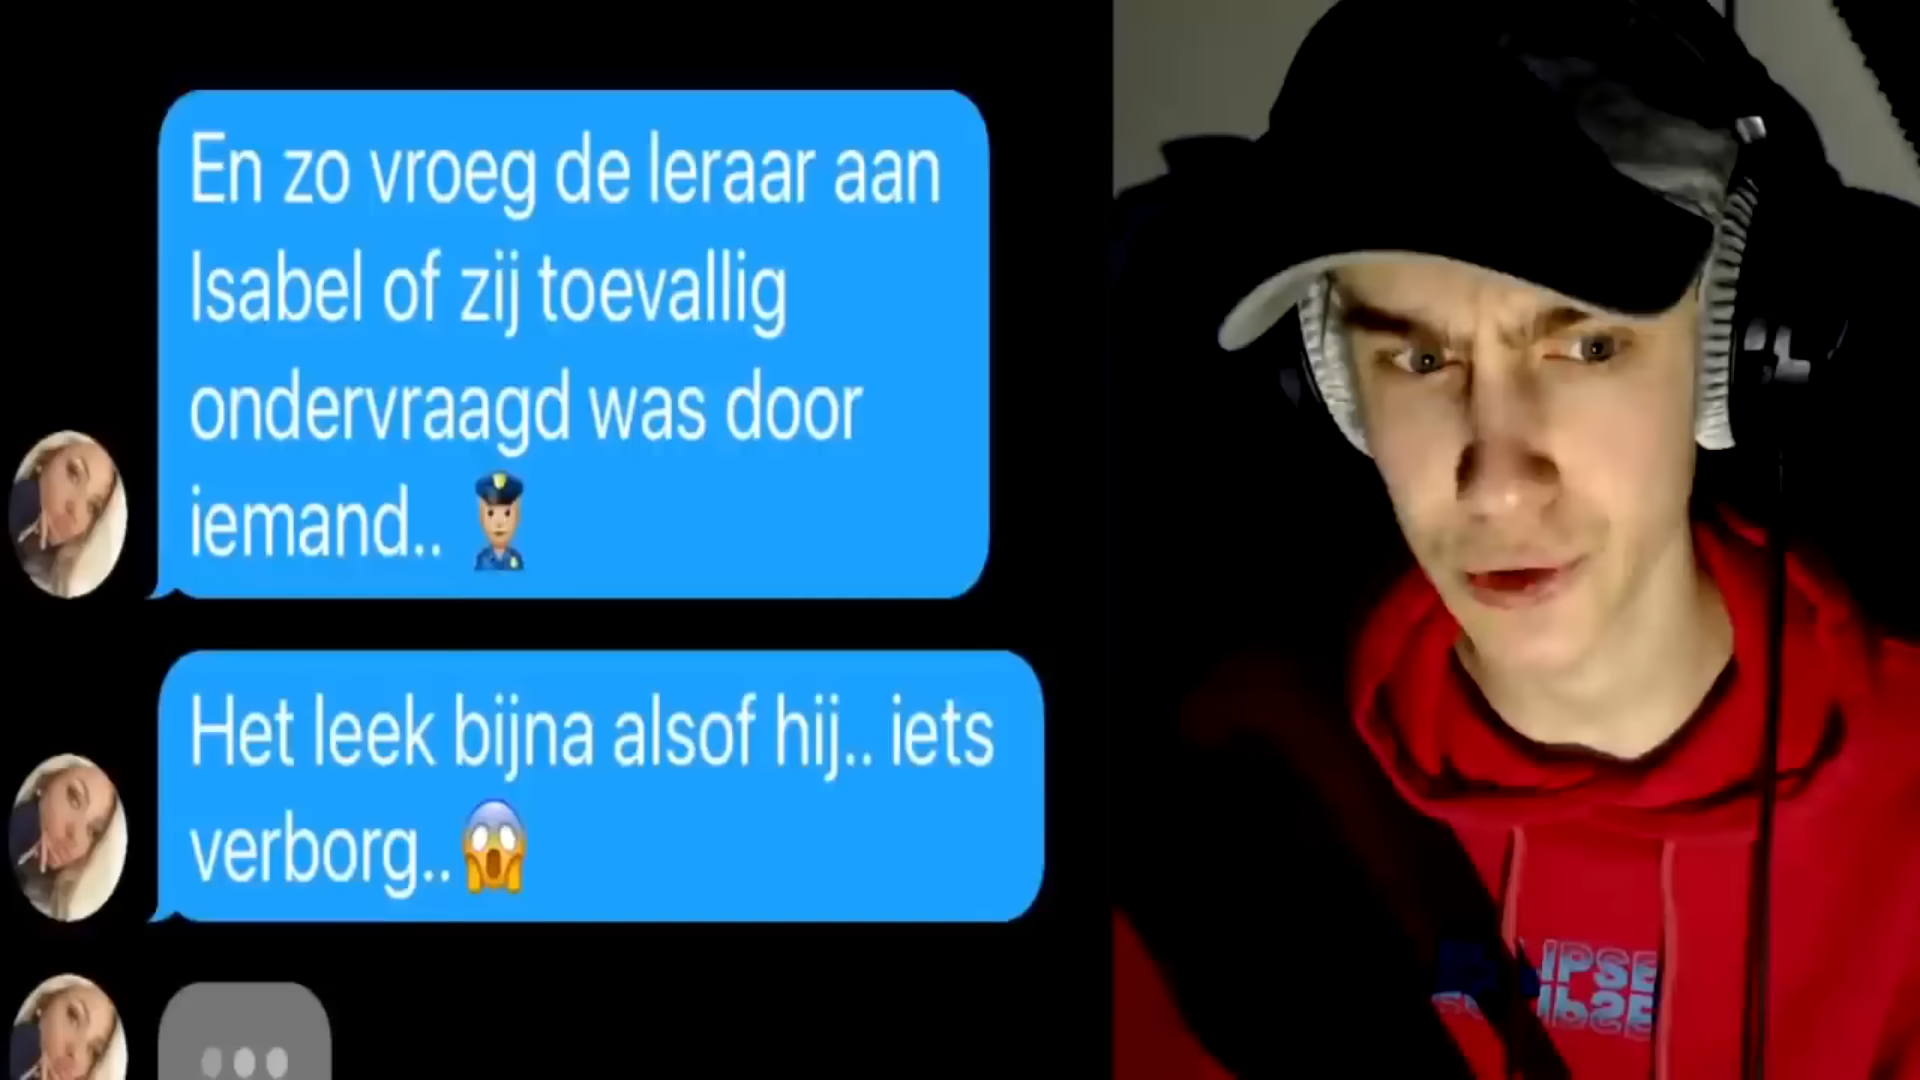 En zo vroeg de leraar aan
Isabel of zij toevallig
ondervraagd was door
iemand.. 👮
Het leek bijna alsof hij.. iets
verborg..😱